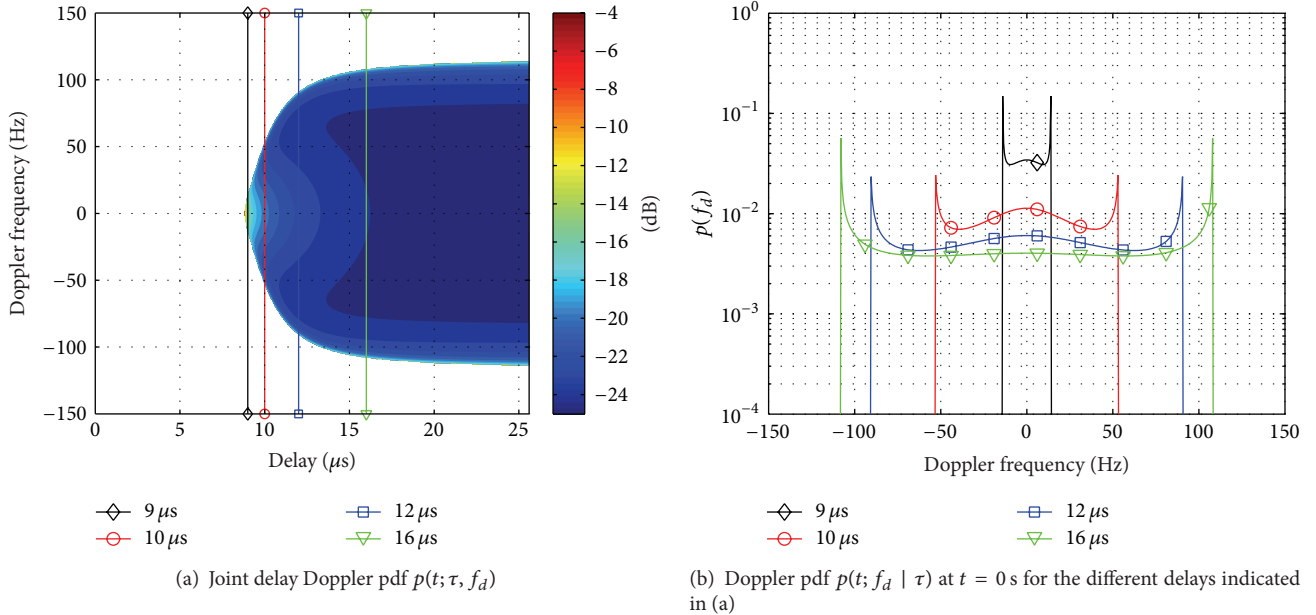 150
100
50
0
−50
−100
−150
Doppler frequency (Hz)
0
5
10
15
20
25
Delay (μs)
−4
−6
−8
−10
−12
−14
−16
−18
−20
−22
−24
(dB)
9 μs
10 μs
12 μs
16 μs
(a) Joint delay Doppler pdf p(t; τ, f_d)
10^0
10^−1
10^−2
10^−3
10^−4
p(f_d)
−150
−100
−50
0
50
100
150
Doppler frequency (Hz)
9 μs
10 μs
12 μs
16 μs
(b) Doppler pdf p(t; f_d | τ) at t = 0 s for the different delays indicated
in (a)